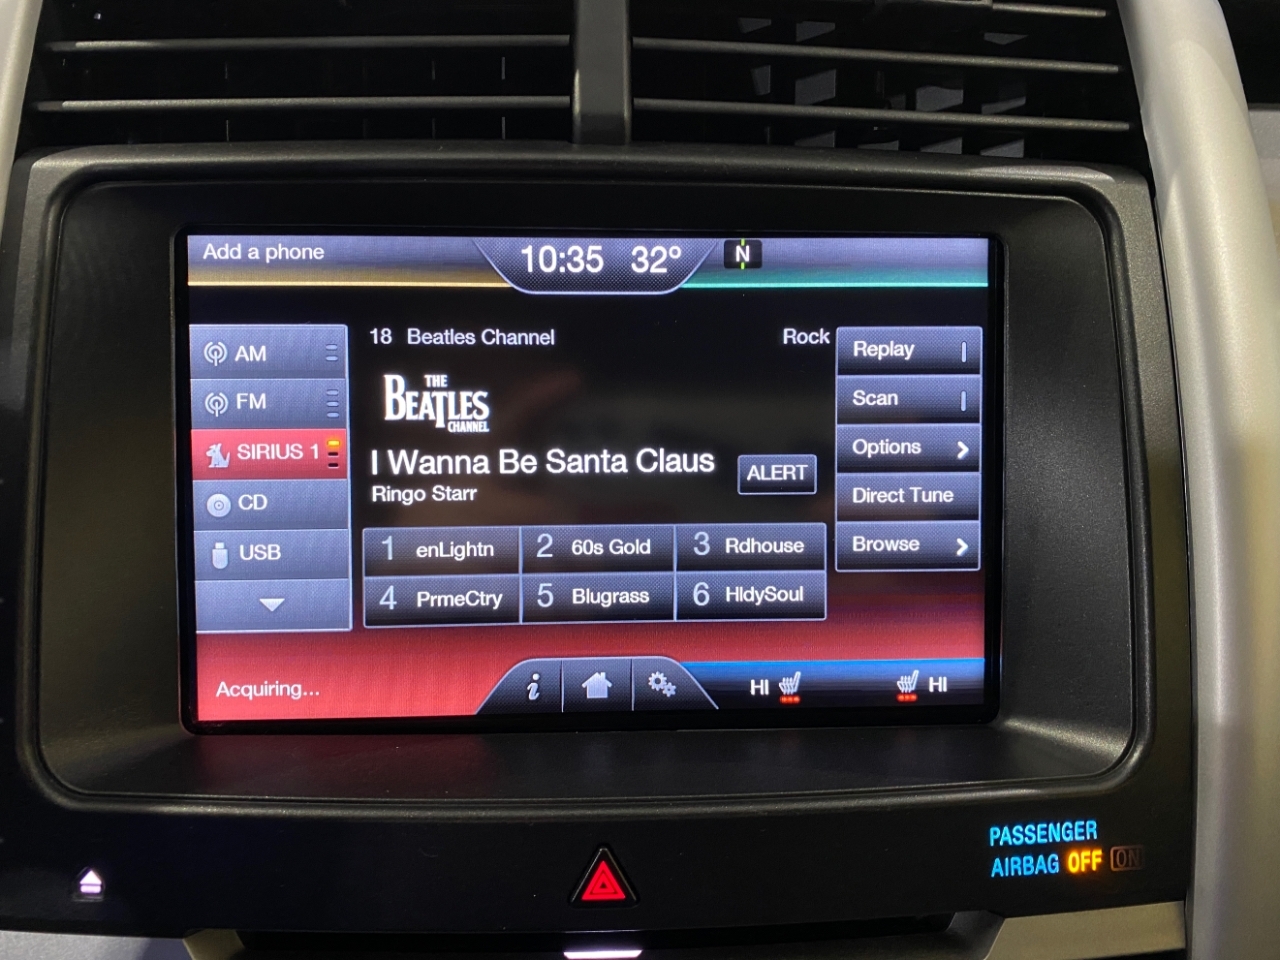 Add a phone
10:35 32°
N
AM
FM
SIRIUS 1
CD
USB
18 Beatles Channel
Rock
THE
BEATLES
CHANNEL
I Wanna Be Santa Claus
Ringo Starr
ALERT
1 enLightn
2 60s Gold
3 Rdhouse
4 PrmeCtry
5 Blugrass
6 HldySoul
Replay
Scan
Options
Direct Tune
Browse
Acquiring...
i
HI
HI
PASSENGER
AIRBAG OFF ON